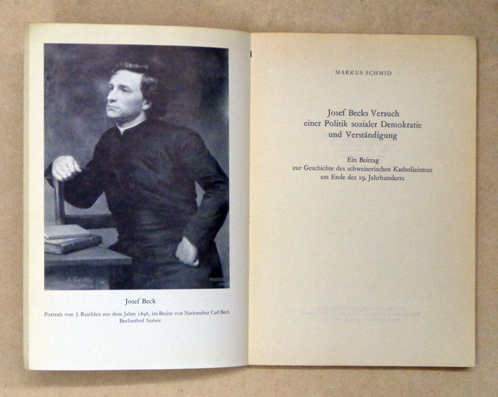 Josef Beck
Portrait von J. Reichlen aus dem Jahre 1898, im Besitz von Nationalrat Carl Beck
Beckenhof Sursee
MARKUS SCHMID
Josef Becks Versuch
einer Politik sozialer Demokratie
und Verständigung
Ein Beitrag
zur Geschichte des schweizerischen Katholizismus
am Ende des 19. Jahrhunderts